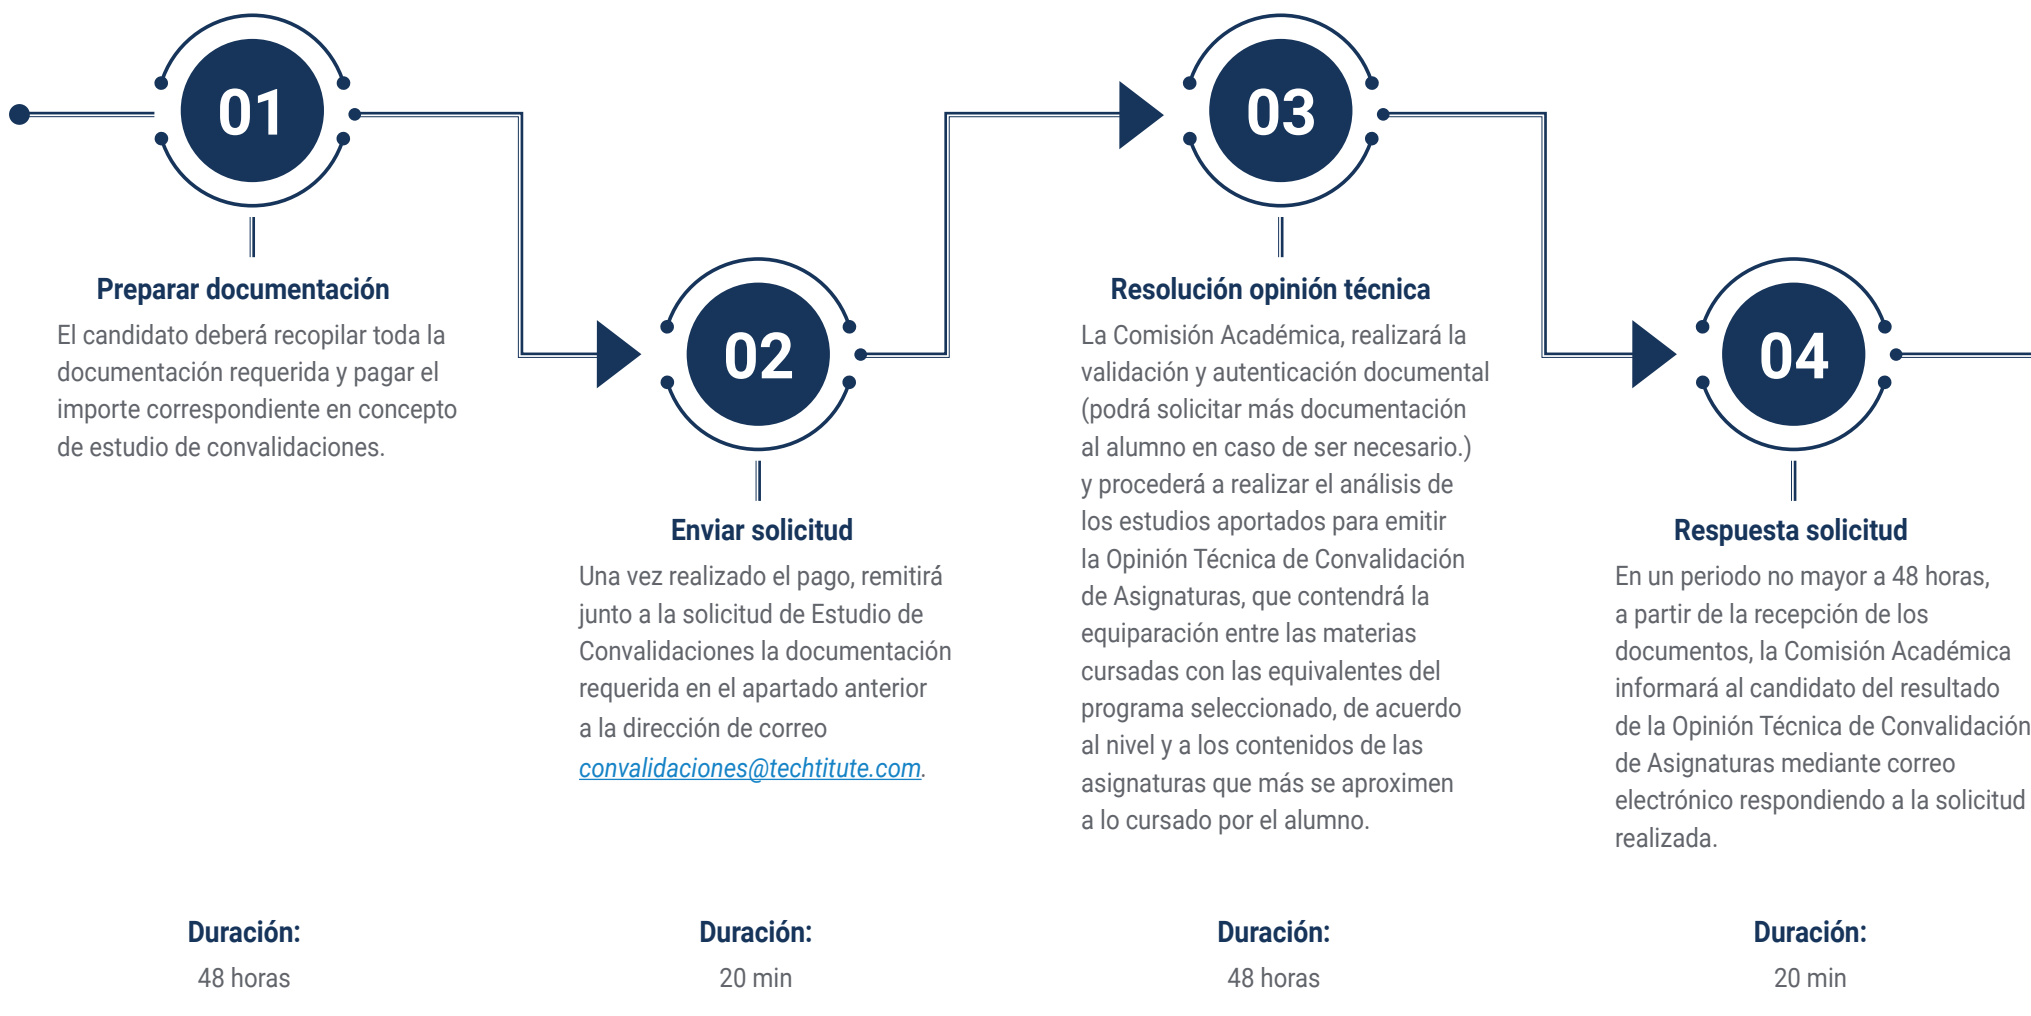 01
Preparar documentación
El candidato deberá recopilar toda la
documentación requerida y pagar el
importe correspondiente en concepto
de estudio de convalidaciones.
Duración:
48 horas
02
Enviar solicitud
Una vez realizado el pago, remitirá
junto a la solicitud de Estudio de
Convalidaciones la documentación
requerida en el apartado anterior
a la dirección de correo
convalidaciones@techtitute.com.
Duración:
20 min
03
Resolución opinión técnica
La Comisión Académica, realizará la
validación y autenticación documental
(podrá solicitar más documentación
al alumno en caso de ser necesario.)
y procederá a realizar el análisis de
los estudios aportados para emitir
la Opinión Técnica de Convalidación
de Asignaturas, que contendrá la
equiparación entre las materias
cursadas con las equivalentes del
programa seleccionado, de acuerdo
al nivel y a los contenidos de las
asignaturas que más se aproximen
a lo cursado por el alumno.
Duración:
48 horas
04
Respuesta solicitud
En un periodo no mayor a 48 horas,
a partir de la recepción de los
documentos, la Comisión Académica
informará al candidato del resultado
de la Opinión Técnica de Convalidación
de Asignaturas mediante correo
electrónico respondiendo a la solicitud
realizada.
Duración:
20 min